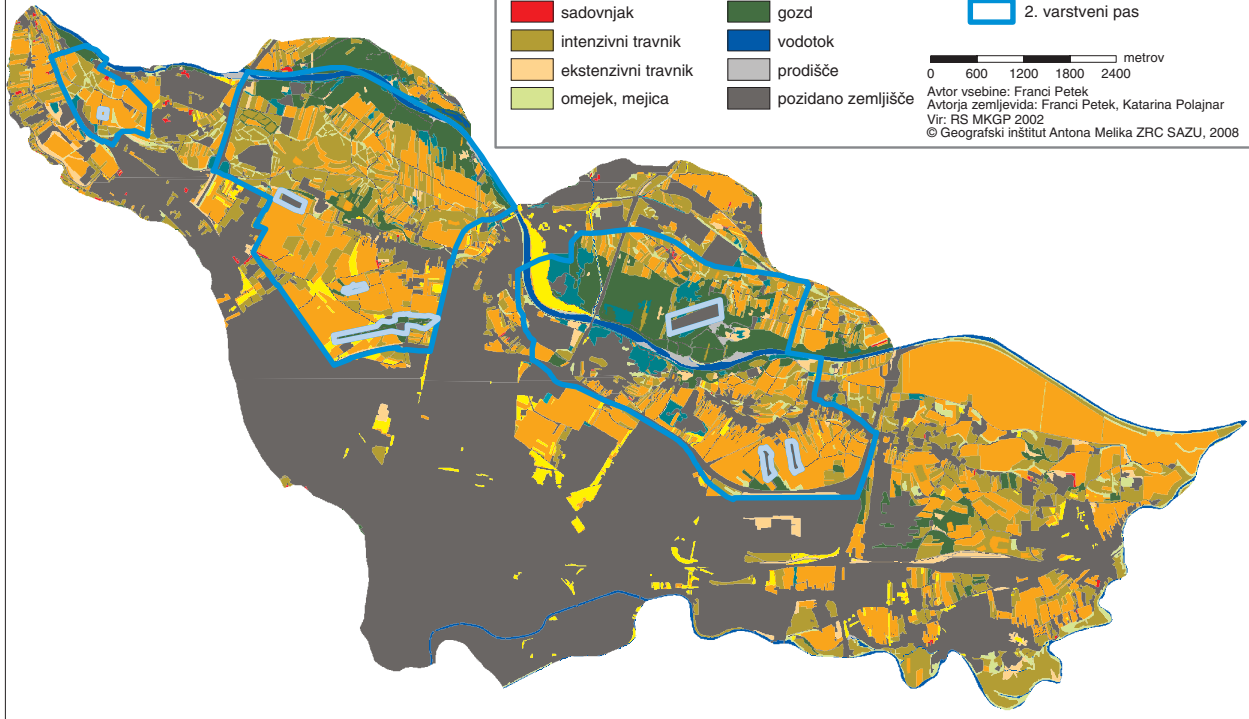 sadovnjak
intenzivni travnik
ekstenzivni travnik
omejek, mejica
gozd
vodotok
prodišče
pozidano zemljišče
2. varstveni pas
metrov
0 600 1200 1800 2400
Avtor vsebine: Franci Petek
Avtorja zemljevida: Franci Petek, Katarina Polajnar
Vir: RS MKGP 2002
© Geografski inštitut Antona Melika ZRC SAZU, 2008